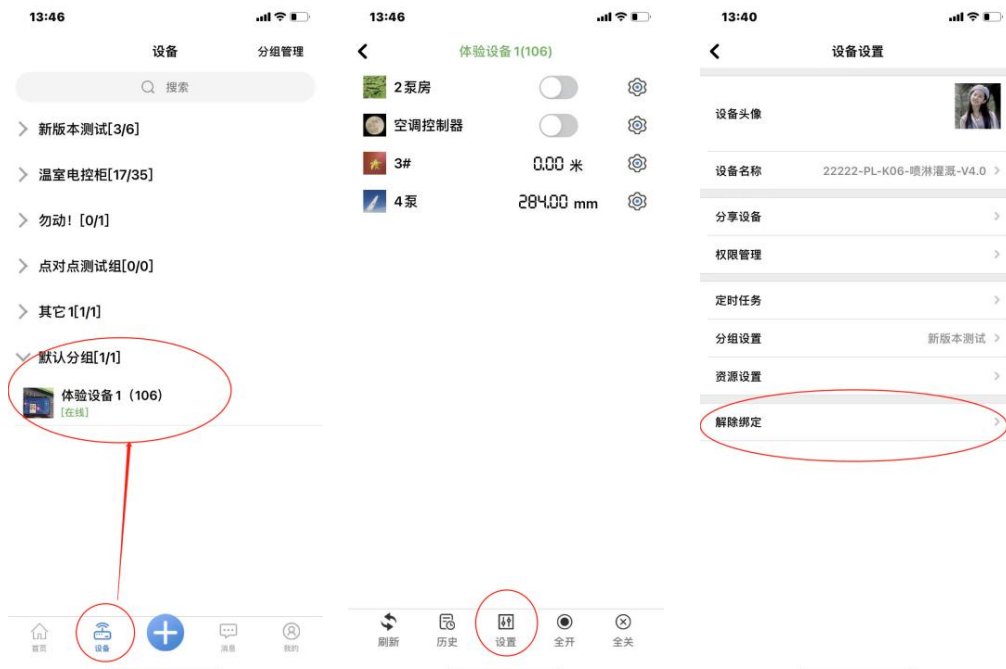 13:46
设备
分组管理
搜索
新版本测试[3/6]
温室电控柜[17/35]
勿动！[0/1]
点对点测试组[0/0]
其它1[1/1]
默认分组[1/1]
体验设备1（106）
[在线]
首页
设备
消息
我的
13:46
体验设备1(106)
2泵房
空调控制器
3#
0.00 米
4泵
284.00 mm
刷新
历史
设置
全开
全关
13:40
设备设置
设备头像
设备名称
22222-PL-K06-喷淋灌溉-V4.0
分享设备
权限管理
定时任务
分组设置
新版本测试
资源设置
解除绑定